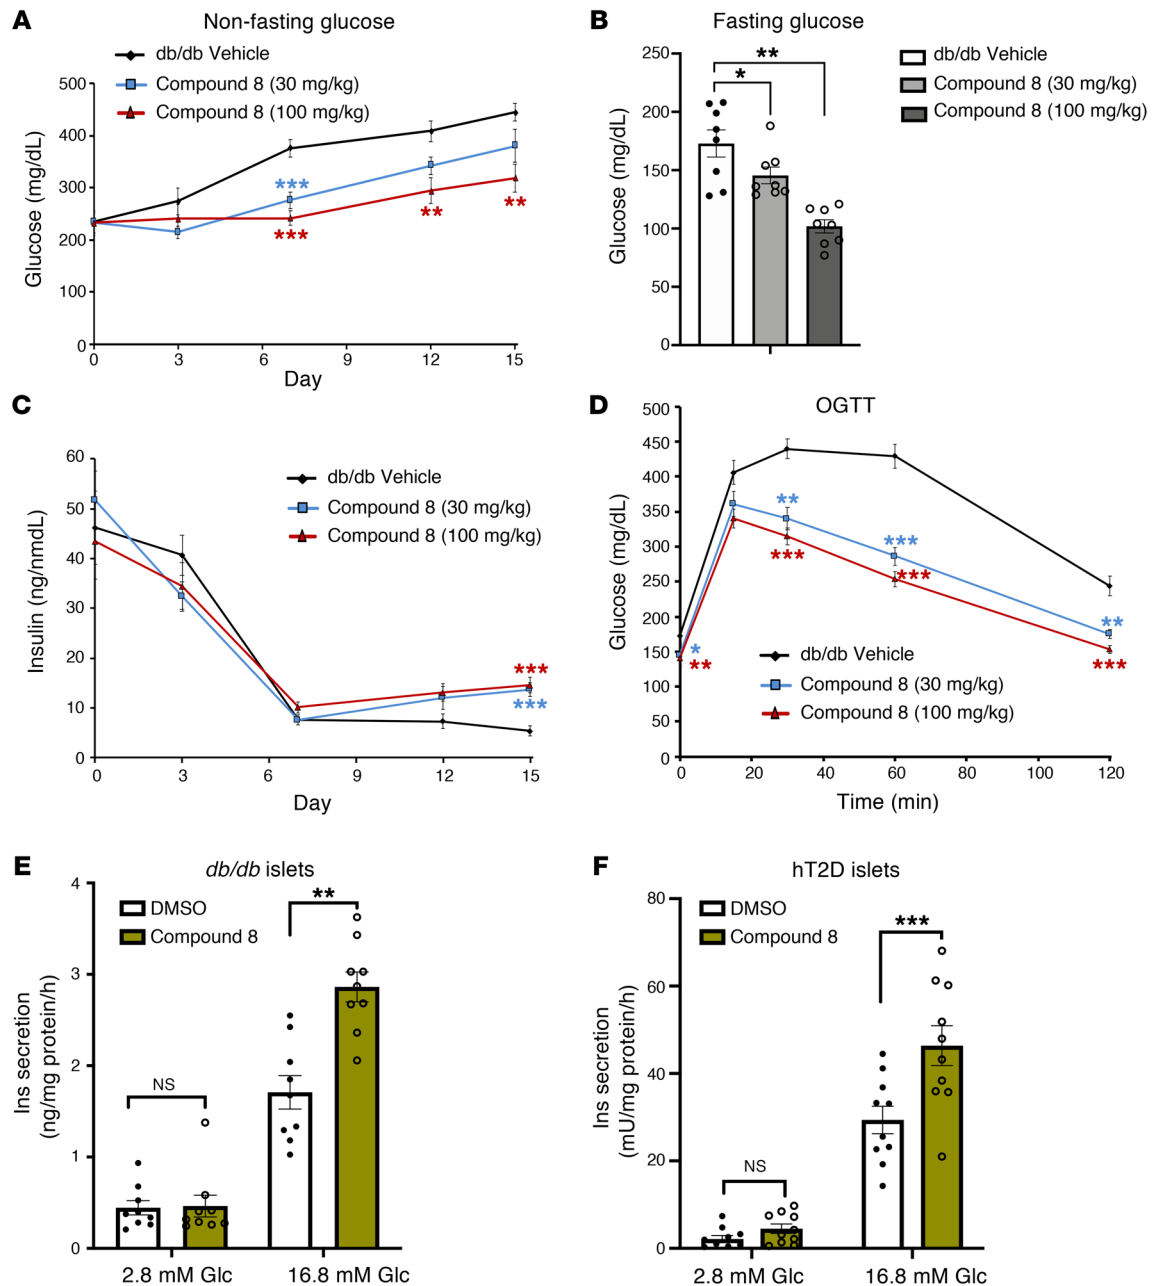 A
Non-fasting glucose
db/db Vehicle
Compound 8 (30 mg/kg)
Compound 8 (100 mg/kg)
Glucose (mg/dL)
500
400
300
200
100
0
***
***
**
**
0 3 6 9 12 15
Day
B
Fasting glucose
db/db Vehicle
Compound 8 (30 mg/kg)
Compound 8 (100 mg/kg)
Glucose (mg/dL)
250
200
150
100
50
0
**
*
C
db/db Vehicle
Compound 8 (30 mg/kg)
Compound 8 (100 mg/kg)
Insulin (ng/nmdL)
60
50
40
30
20
10
0
***
***
0 3 6 9 12 15
Day
D
OGTT
Glucose (mg/dL)
500
450
400
350
300
250
200
150
100
50
0
**
***
***
***
*
**
**
***
db/db Vehicle
Compound 8 (30 mg/kg)
Compound 8 (100 mg/kg)
0 20 40 60 80 100 120
Time (min)
E
db/db islets
DMSO
Compound 8
Ins secretion
(ng/mg protein/h)
4
3
2
1
0
**
NS
2.8 mM Glc 16.8 mM Glc
F
hT2D islets
DMSO
Compound 8
Ins secretion
(mU/mg protein/h)
80
60
40
20
0
***
NS
2.8 mM Glc 16.8 mM Glc